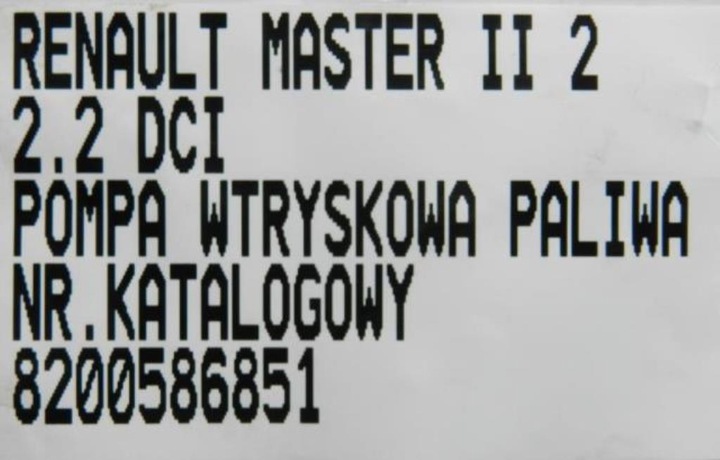 RENAULT MASTER II 2
2.2 DCI
POMPA WTRYSKOWA PALIWA
NR.KATALOGOWY
8200586851